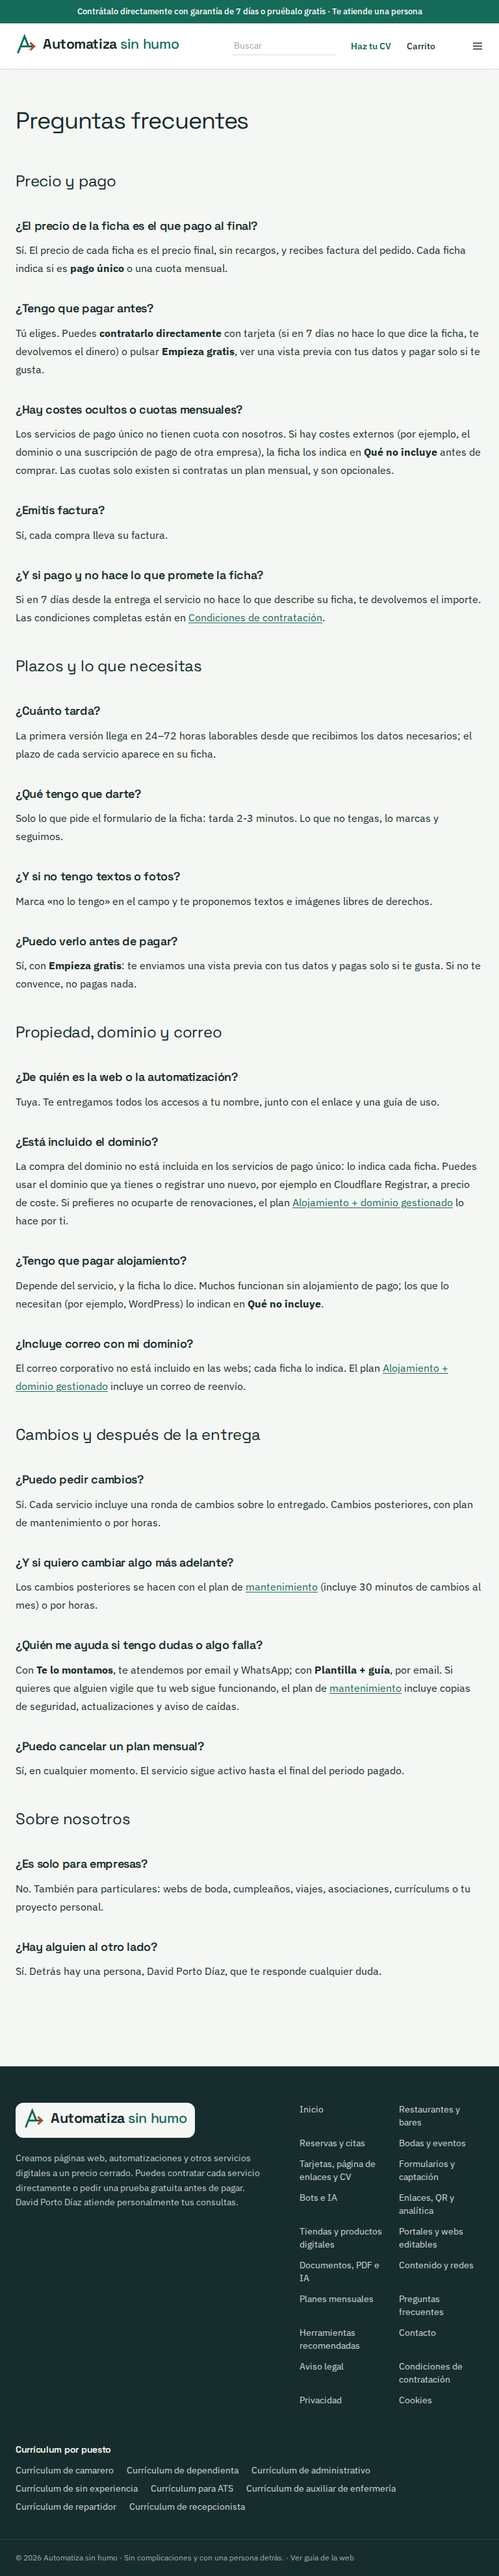 Contrátalo directamente con garantía de 7 días o pruébalo gratis · Te atiende una persona
Automatiza sin humo
Buscar
Haz tu CV
Carrito
Preguntas frecuentes
Precio y pago
¿El precio de la ficha es el que pago al final?
Sí. El precio de cada ficha es el precio final, sin recargos, y recibes factura del pedido. Cada ficha
indica si es pago único o una cuota mensual.
¿Tengo que pagar antes?
Tú eliges. Puedes contratarlo directamente con tarjeta (si en 7 días no hace lo que dice la ficha, te
devolvemos el dinero) o pulsar Empieza gratis, ver una vista previa con tus datos y pagar solo si te
gusta.
¿Hay costes ocultos o cuotas mensuales?
Los servicios de pago único no tienen cuota con nosotros. Si hay costes externos (por ejemplo, el
dominio o una suscripción de pago de otra empresa), la ficha los indica en Qué no incluye antes de
comprar. Las cuotas solo existen si contratas un plan mensual, y son opcionales.
¿Emitís factura?
Sí, cada compra lleva su factura.
¿Y si pago y no hace lo que promete la ficha?
Si en 7 días desde la entrega el servicio no hace lo que describe su ficha, te devolvemos el importe.
Las condiciones completas están en Condiciones de contratación.
Plazos y lo que necesitas
¿Cuánto tarda?
La primera versión llega en 24–72 horas laborables desde que recibimos los datos necesarios; el
plazo de cada servicio aparece en su ficha.
¿Qué tengo que darte?
Solo lo que pide el formulario de la ficha: tarda 2-3 minutos. Lo que no tengas, lo marcas y
seguimos.
¿Y si no tengo textos o fotos?
Marca «no lo tengo» en el campo y te proponemos textos e imágenes libres de derechos.
¿Puedo verlo antes de pagar?
Sí, con Empieza gratis: te enviamos una vista previa con tus datos y pagas solo si te gusta. Si no te
convence, no pagas nada.
Propiedad, dominio y correo
¿De quién es la web o la automatización?
Tuya. Te entregamos todos los accesos a tu nombre, junto con el enlace y una guía de uso.
¿Está incluido el dominio?
La compra del dominio no está incluida en los servicios de pago único: lo indica cada ficha. Puedes
usar el dominio que ya tienes o registrar uno nuevo, por ejemplo en Cloudflare Registrar, a precio
de coste. Si prefieres no ocuparte de renovaciones, el plan Alojamiento + dominio gestionado lo
hace por ti.
¿Tengo que pagar alojamiento?
Depende del servicio, y la ficha lo dice. Muchos funcionan sin alojamiento de pago; los que lo
necesitan (por ejemplo, WordPress) lo indican en Qué no incluye.
¿Incluye correo con mi dominio?
El correo corporativo no está incluido en las webs; cada ficha lo indica. El plan Alojamiento +
dominio gestionado incluye un correo de reenvío.
Cambios y después de la entrega
¿Puedo pedir cambios?
Sí. Cada servicio incluye una ronda de cambios sobre lo entregado. Cambios posteriores, con plan
de mantenimiento o por horas.
¿Y si quiero cambiar algo más adelante?
Los cambios posteriores se hacen con el plan de mantenimiento (incluye 30 minutos de cambios al
mes) o por horas.
¿Quién me ayuda si tengo dudas o algo falla?
Con Te lo montamos, te atendemos por email y WhatsApp; con Plantilla + guía, por email. Si
quieres que alguien vigile que tu web sigue funcionando, el plan de mantenimiento incluye copias
de seguridad, actualizaciones y aviso de caídas.
¿Puedo cancelar un plan mensual?
Sí, en cualquier momento. El servicio sigue activo hasta el final del periodo pagado.
Sobre nosotros
¿Es solo para empresas?
No. También para particulares: webs de boda, cumpleaños, viajes, asociaciones, currículums o tu
proyecto personal.
¿Hay alguien al otro lado?
Sí. Detrás hay una persona, David Porto Díaz, que te responde cualquier duda.
Automatiza sin humo
Creamos páginas web, automatizaciones y otros servicios
digitales a un precio cerrado. Puedes contratar cada servicio
directamente o pedir una prueba gratuita antes de pagar.
David Porto Díaz atiende personalmente tus consultas.
Inicio
Restaurantes y
bares
Reservas y citas
Bodas y eventos
Tarjetas, página de
enlaces y CV
Formularios y
captación
Bots e IA
Enlaces, QR y
analítica
Tiendas y productos
digitales
Portales y webs
editables
Documentos, PDF e
IA
Contenido y redes
Planes mensuales
Preguntas
frecuentes
Herramientas
recomendadas
Contacto
Aviso legal
Condiciones de
contratación
Privacidad
Cookies
Currículum por puesto
Currículum de camarero
Currículum de dependienta
Currículum de administrativo
Currículum de sin experiencia
Currículum para ATS
Currículum de auxiliar de enfermería
Currículum de repartidor
Currículum de recepcionista
© 2026 Automatiza sin humo · Sin complicaciones y con una persona detrás. · Ver guía de la web